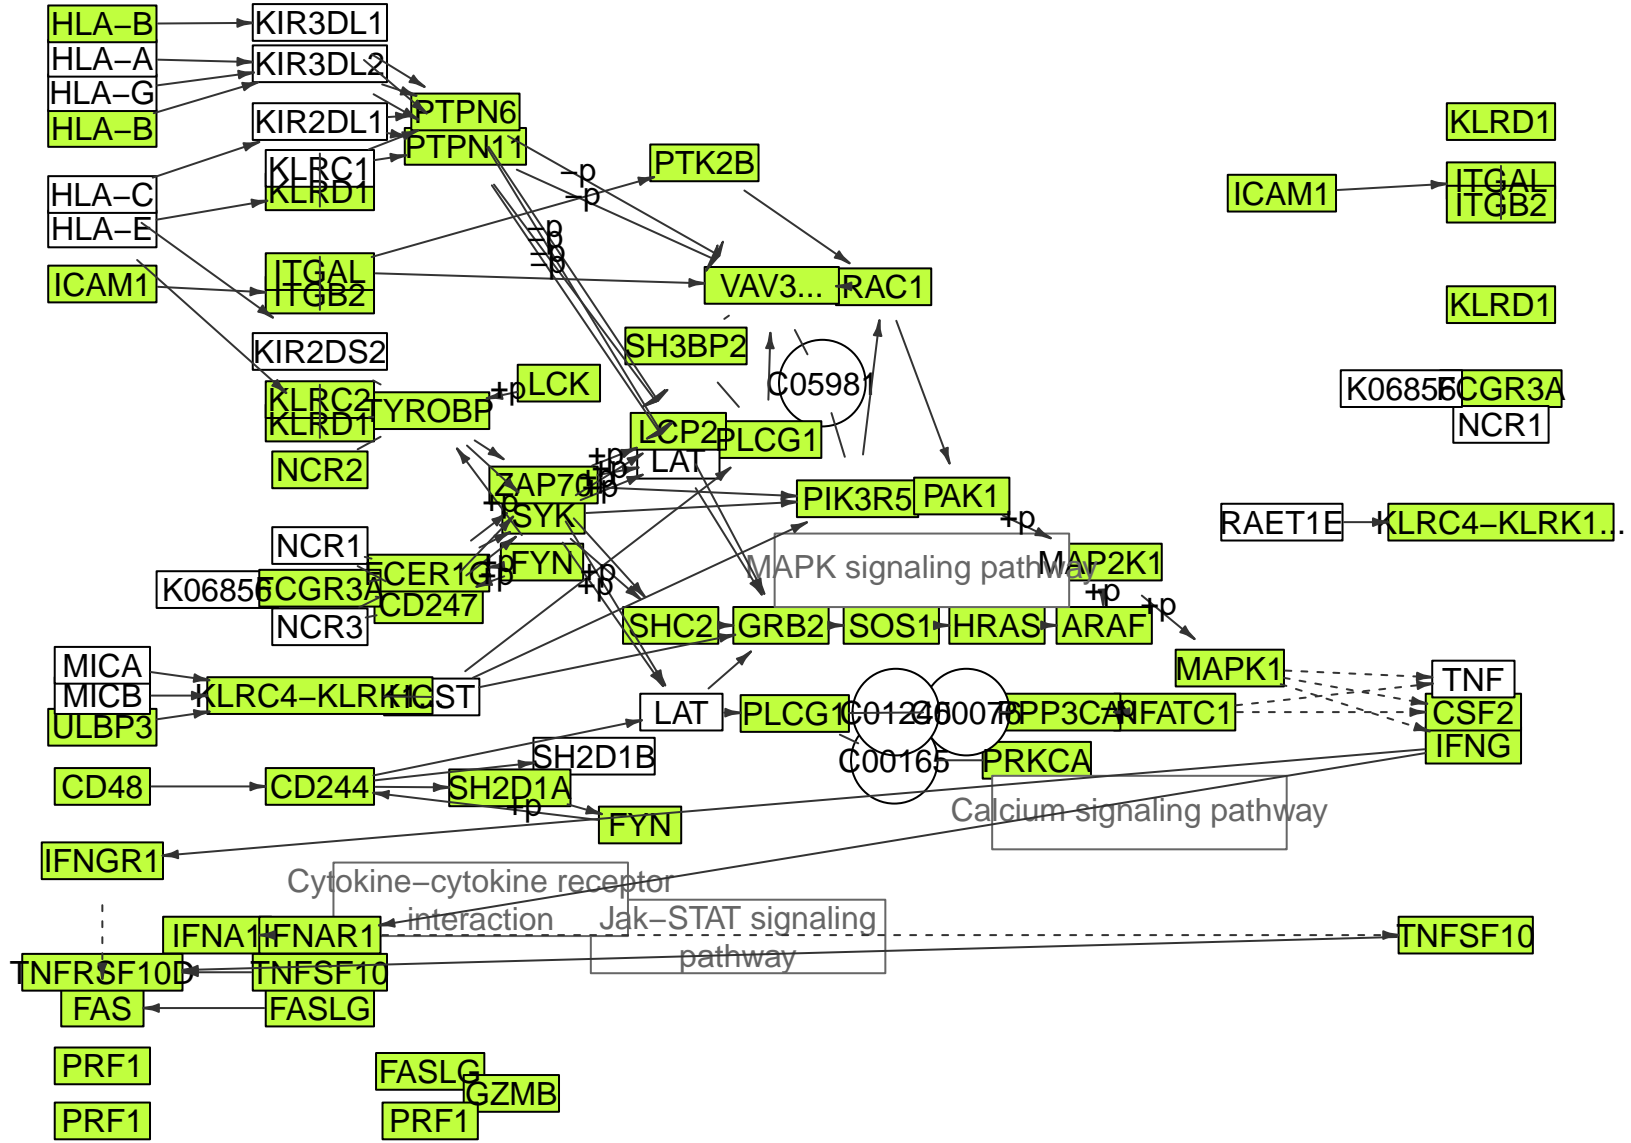 HLA−B
KIR3DL1
HLA−A
KIR3DL2
HLA−G
HLA−B
PTPN6
KIR2DL1
KLRD1
PTPN11
PTK2B
KLRC1
KLRD1
−p
−p
ITGAL
ITGB2
ICAM1
HLA−C
HLA−E
−p
−p
−p
−p
ICAM1
ITGAL
ITGB2
VAV3...
RAC1
KLRD1
SH3BP2
KIR2DS2
C05981
LCK
+p
K06856
FCGR3A
KLRC2
KLRD1
TYROBP
NCR1
LCP2
PLCG1
LAT
NCR2
+p
+p
+p
+p
ZAP70
SYK
+p
PIK3R5
PAK1
+p
RAET1E
KLRC4−KLRK1...
NCR1
FCER1G
FYN
+p
+p
+p
+p
MAPK signaling pathway
MAP2K1
K06856
FCGR3A
CD247
+p
+p
NCR3
SHC2
GRB2
SOS1
HRAS
ARAF
MICA
MICB
ULBP3
KLRC4−KLRK1...
HCST
MAPK1
TNF
CSF2
IFNG
LAT
PLCG1
C01245
C00076
PPP3CA
−p
NFATC1
SH2D1B
C00165
PRKCA
CD48
CD244
SH2D1A
+p
FYN
Calcium signaling pathway
IFNGR1
Cytokine−cytokine receptor
interaction
Jak−STAT signaling
pathway
IFNA1
IFNAR1
TNFSF10
TNFRSF10D
TNFSF10
FAS
FASLG
PRF1
FASLG
GZMB
PRF1
PRF1